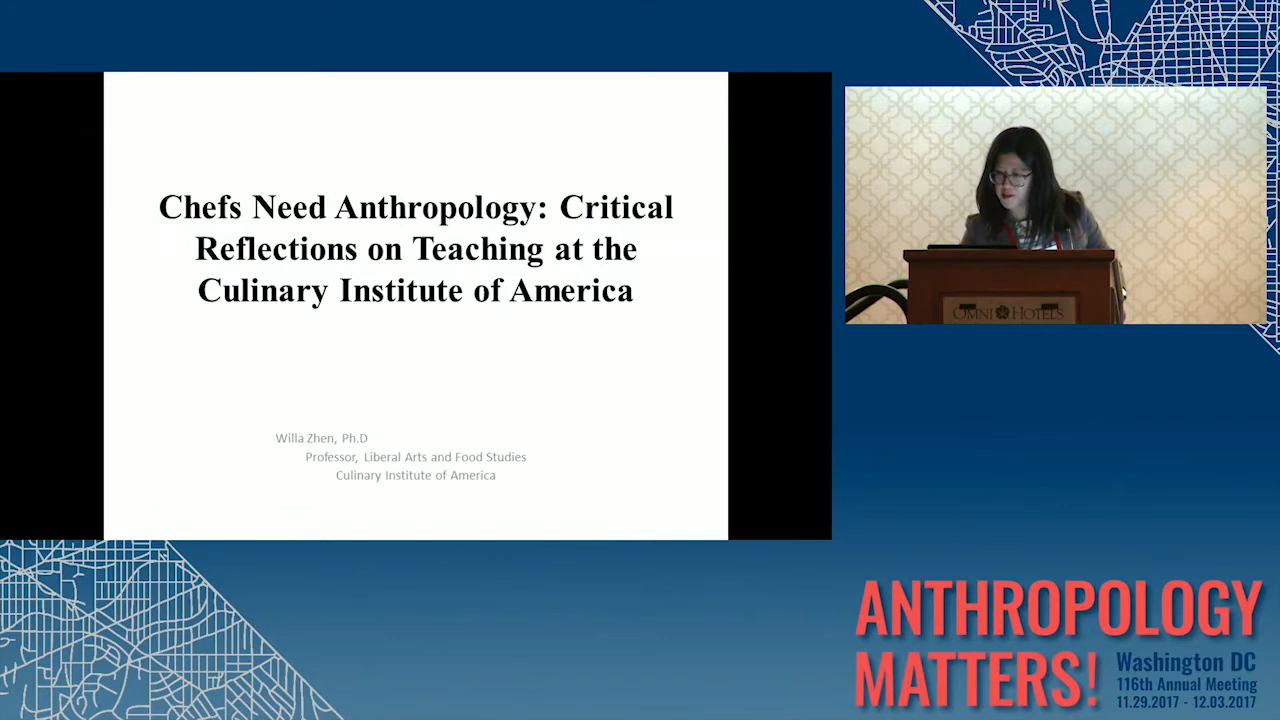 Chefs Need Anthropology: Critical
Reflections on Teaching at the
Culinary Institute of America
Willa Zhen, Ph.D
Professor, Liberal Arts and Food Studies
Culinary Institute of America
OMNI HOTELS
ANTHROPOLOGY
MATTERS!
Washington DC
116th Annual Meeting
11.29.2017 - 12.03.2017